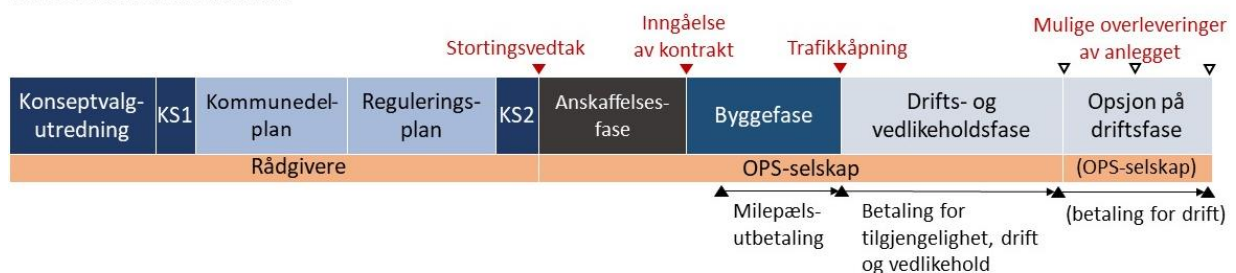 Stortingsvedtak
Inngåelse
av kontrakt
Trafikkåpning
Mulige overleveringer
av anlegget
Konseptvalg-
utredning
KS1
Kommunedel-
plan
Regulerings-
plan
KS2
Anskaffelses-
fase
Byggefase
Drifts- og
vedlikeholdsfase
Opsjon på
driftsfase
Rådgivere
OPS-selskap
(OPS-selskap)
Milepæls-
utbetaling
Betaling for
tilgjengelighet, drift
og vedlikehold
(betaling for drift)